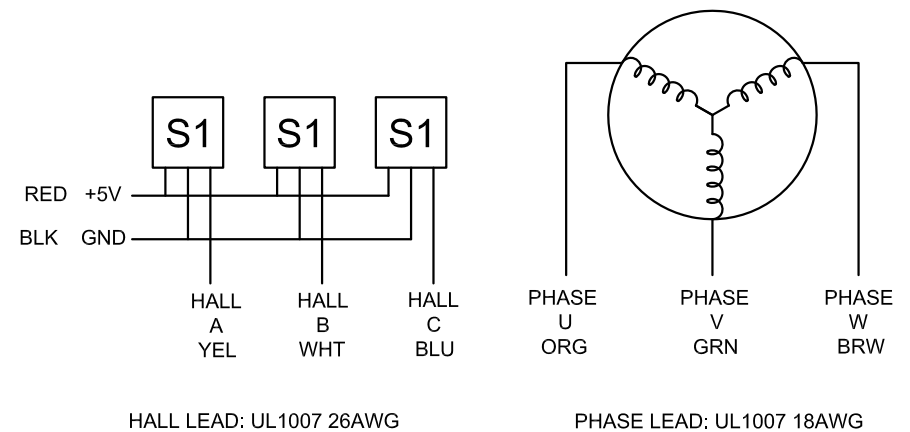 S1 S1 S1
RED +5V
BLK GND
HALL
A
YEL
HALL
B
WHT
HALL
C
BLU
PHASE
U
ORG
PHASE
V
GRN
PHASE
W
BRW
HALL LEAD: UL1007 26AWG
PHASE LEAD: UL1007 18AWG